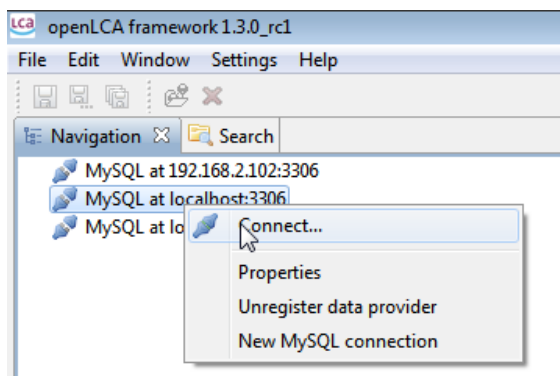 Lca openLCA framework 1.3.0_rc1
File Edit Window Settings Help
Navigation Search
MySQL at 192.168.2.102:3306
MySQL at localhost:3306
MySQL at lo
Connect...
Properties
Unregister data provider
New MySQL connection